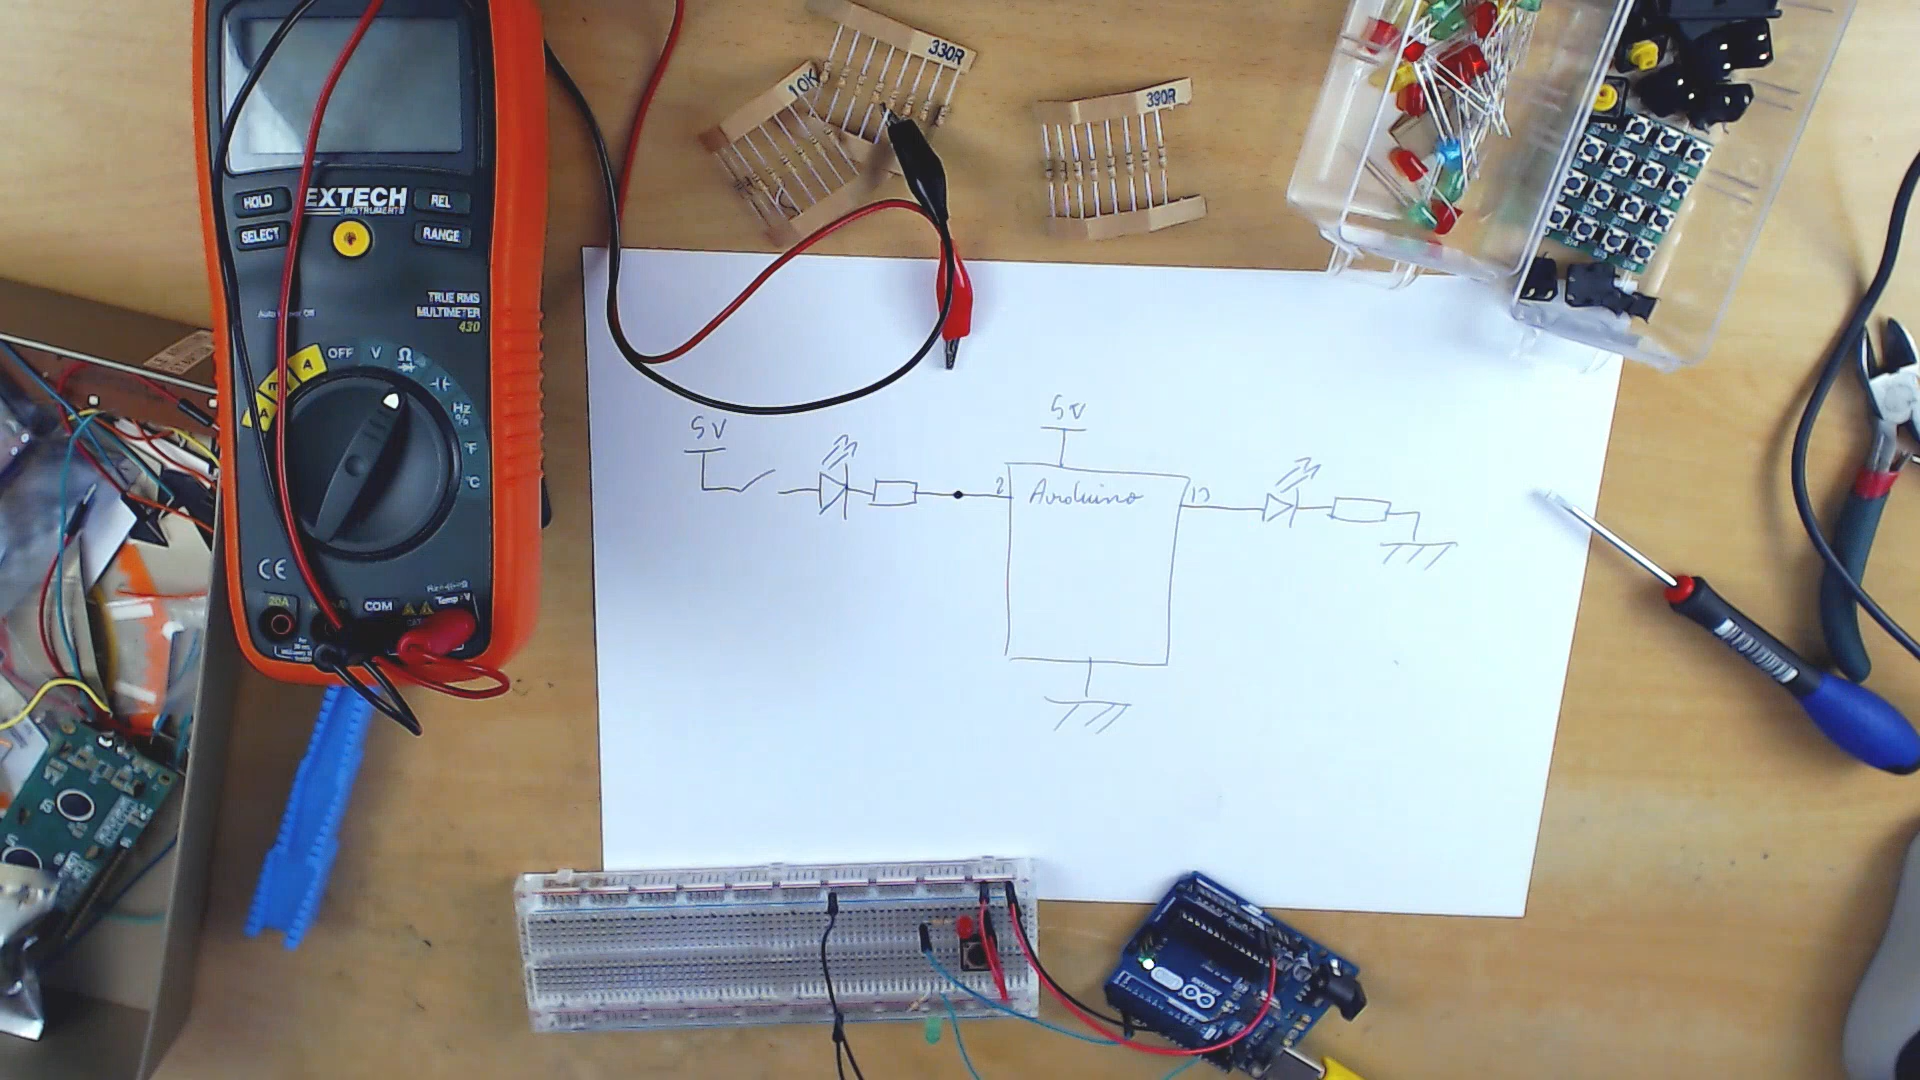 330R
10K
390R
HOLD
EXTECH
INSTRUMENTS
REL
SELECT
RANGE
TRUE RMS
MULTIMETER
430
OFF
V
Ω
A
A
Hz
%
°F
°C
CE
20A
COM
Temp
5V
5V
2
Arduino
13